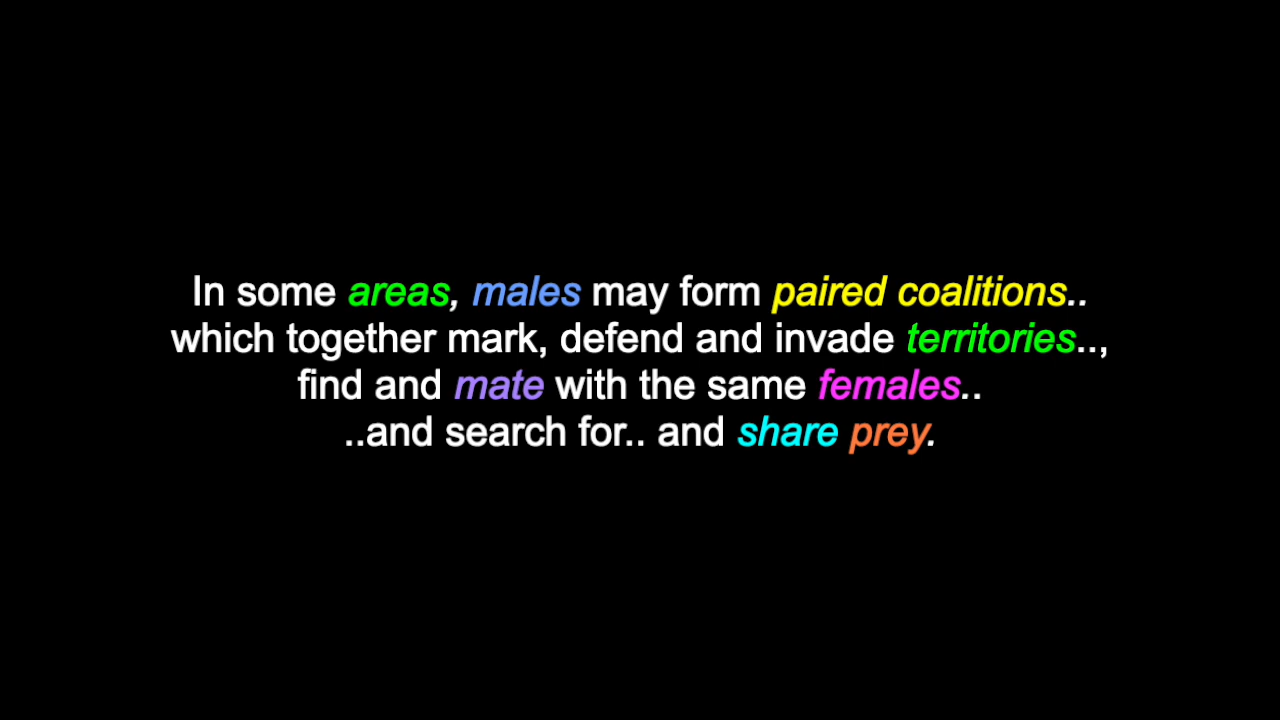 In some areas, males may form paired coalitions..
which together mark, defend and invade territories..,
find and mate with the same females..
..and search for.. and share prey.